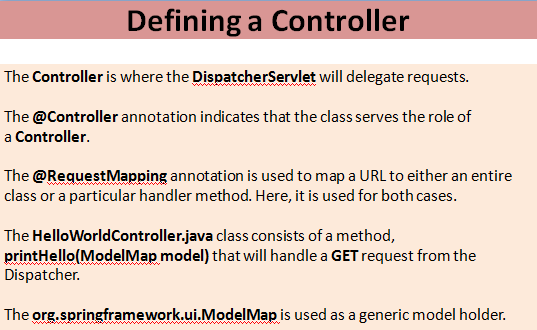 Defining a Controller
The Controller is where the DispatcherServlet will delegate requests.
The @Controller annotation indicates that the class serves the role of
a Controller.
The @RequestMapping annotation is used to map a URL to either an entire
class or a particular handler method. Here, it is used for both cases.
The HelloWorldController.java class consists of a method,
printHello(ModelMap model) that will handle a GET request from the
Dispatcher.
The org.springframework.ui.ModelMap is used as a generic model holder.